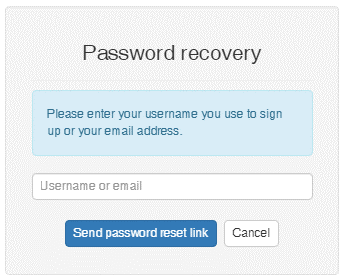 Password recovery
Please enter your username you use to sign
up or your email address.
Username or email
Send password reset link
Cancel